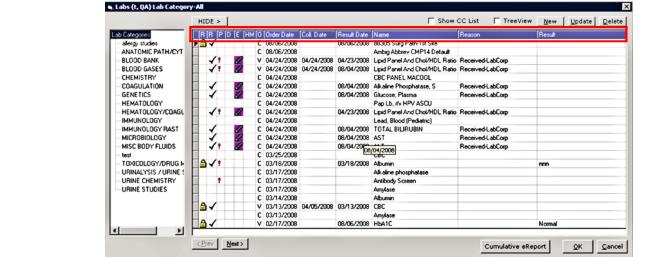 Labs (t, QA) Lab Category-All
HIDE > Show CC List TreeView New Update Delete
Lab Categories
allergy studies
ANATOMIC PATH/CYT
BLOOD BANK
BLOOD GASES
CHEMISTRY
COAGULATION
GENETICS
HEMATOLOGY
HEMATOLOGY/COAGL
IMMUNOLOGY
IMMUNOLOGY RAST
MICROBIOLOGY
MISC BODY FLUIDS
test
TOXICOLOGY/DRUG M
URINALYSIS / URINE S
URINE CHEMISTRY
URINE STUDIES
R R P D E HM O Order Date Coll. Date Result Date Name Reason Result
C 08/06/2008 08/06/2008 88305 Surg Path-Tiit Site
C 08/06/2008 Ambig Abbrev CMP14 Default
V 04/24/2008 04/24/2008 04/23/2008 Lipid Panel And Chol/HDL Ratio Received-LabCorp
V 04/24/2008 04/24/2008 08/04/2008 Lipid Panel And Chol/HDL Ratio Received-LabCorp
C 04/24/2008 CBC PANEL MACOOL
C 04/24/2008 08/04/2008 Alkaline Phosphatase, S Received-LabCorp
C 04/24/2008 08/04/2008 Glucose, Plasma Received-LabCorp
C 04/24/2008 Pap Lb, rfx HPV ASCU
C 04/24/2008 04/23/2008 Lipid Panel And Chol/HDL Ratio Received-LabCorp
C 04/24/2008 Lead, Blood (Pediatric)
C 04/24/2008 08/04/2008 TOTAL BILIRUBIN Received-LabCorp
C 04/24/2008 08/04/2008 AST Received-LabCorp
C 04/24/2008 08/04/2008 Received-LabCorp
08/04/2008
C 03/25/2008 CBC
C 03/18/2008 03/18/2008 Albumin nnn
C 03/17/2008 Alkaline phosphatase
C 03/17/2008 Antibody Screen
C 03/17/2008 Amylase
C 03/14/2008 Albumin
V 03/13/2008 04/05/2008 03/13/2008 CBC
C 03/13/2008 Amylase
V 02/17/2008 08/06/2008 HbA1C Normal
< Prev Next > Cumulative eReport OK Cancel